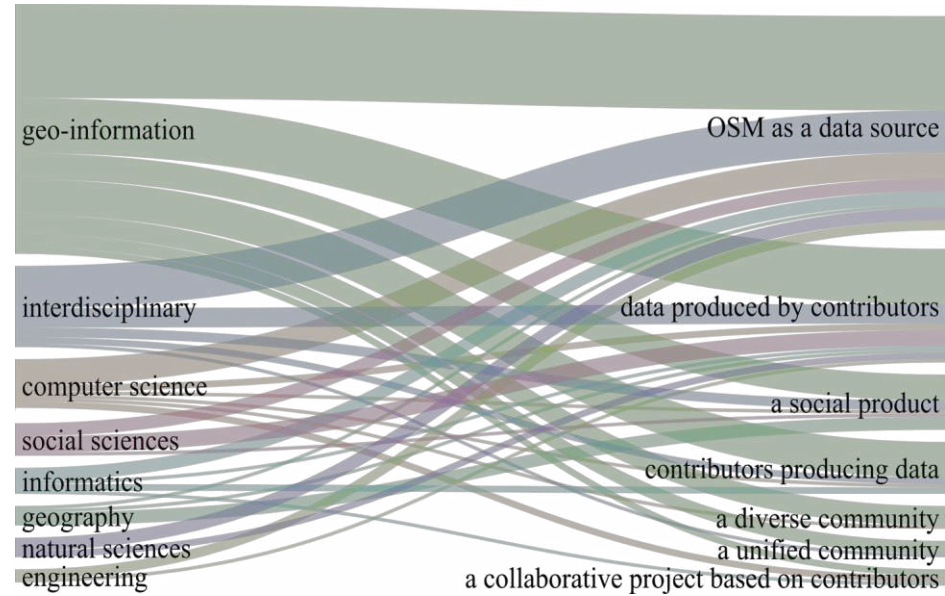 geo-information
OSM as a data source
interdisciplinary
data produced by contributors
computer science
a social product
social sciences
contributors producing data
informatics
geography
a diverse community
natural sciences
a unified community
engineering
a collaborative project based on contributors